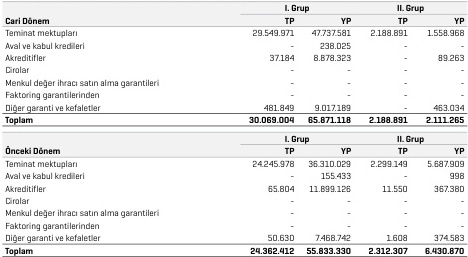 I. Grup II. Grup
Cari Dönem TP YP TP YP
Teminat mektupları 29.549.971 47.737.581 2.188.891 1.558.968
Aval ve kabul kredileri - 238.025 - -
Akreditifler 37.184 8.878.323 - 89.263
Cirolar - - - -
Menkul değer ihracı satın alma garantileri - - - -
Faktoring garantilerinden - - - -
Diğer garanti ve kefaletler 481.849 9.017.189 - 463.034
Toplam 30.069.004 65.871.118 2.188.891 2.111.265
I. Grup II. Grup
Önceki Dönem TP YP TP YP
Teminat mektupları 24.245.978 36.310.029 2.299.149 5.687.909
Aval ve kabul kredileri - 155.433 - 998
Akreditifler 65.804 11.899.126 11.550 367.380
Cirolar - - - -
Menkul değer ihracı satın alma garantileri - - - -
Faktoring garantilerinden - - - -
Diğer garanti ve kefaletler 50.630 7.468.742 1.608 374.583
Toplam 24.362.412 55.833.330 2.312.307 6.430.870